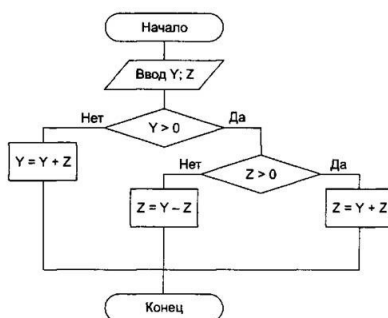 Начало
Ввод Y; Z
Нет
Y > 0
Да
Y = Y + Z
Нет
Z > 0
Да
Z = Y – Z
Z = Y + Z
Конец